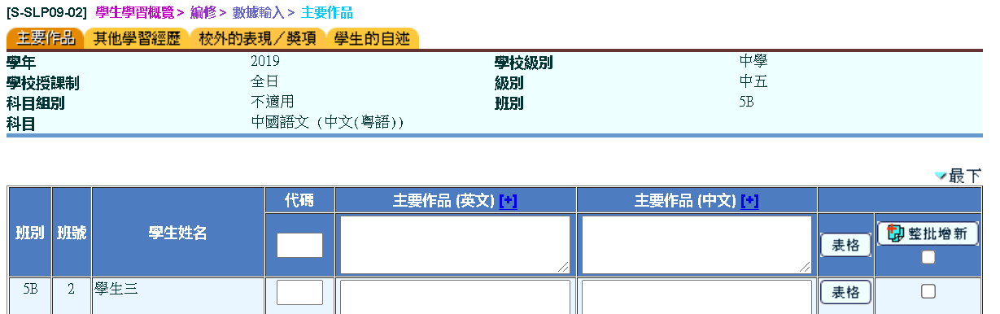 [S-SLP09-02] 學生學習概覽 > 編修 > 數據輸入 > 主要作品
主要作品 其他學習經歷 校外的表現／獎項 學生的自述
學年 2019 學校級別 中學
學校授課制 全日 級別 中五
科目組別 不適用 班別 5B
科目 中國語文 (中文(粵語))
最下
班別 班號 學生姓名 代碼 主要作品 (英文) [+] 主要作品 (中文) [+]
表格 整批增新
5B 2 學生三 表格